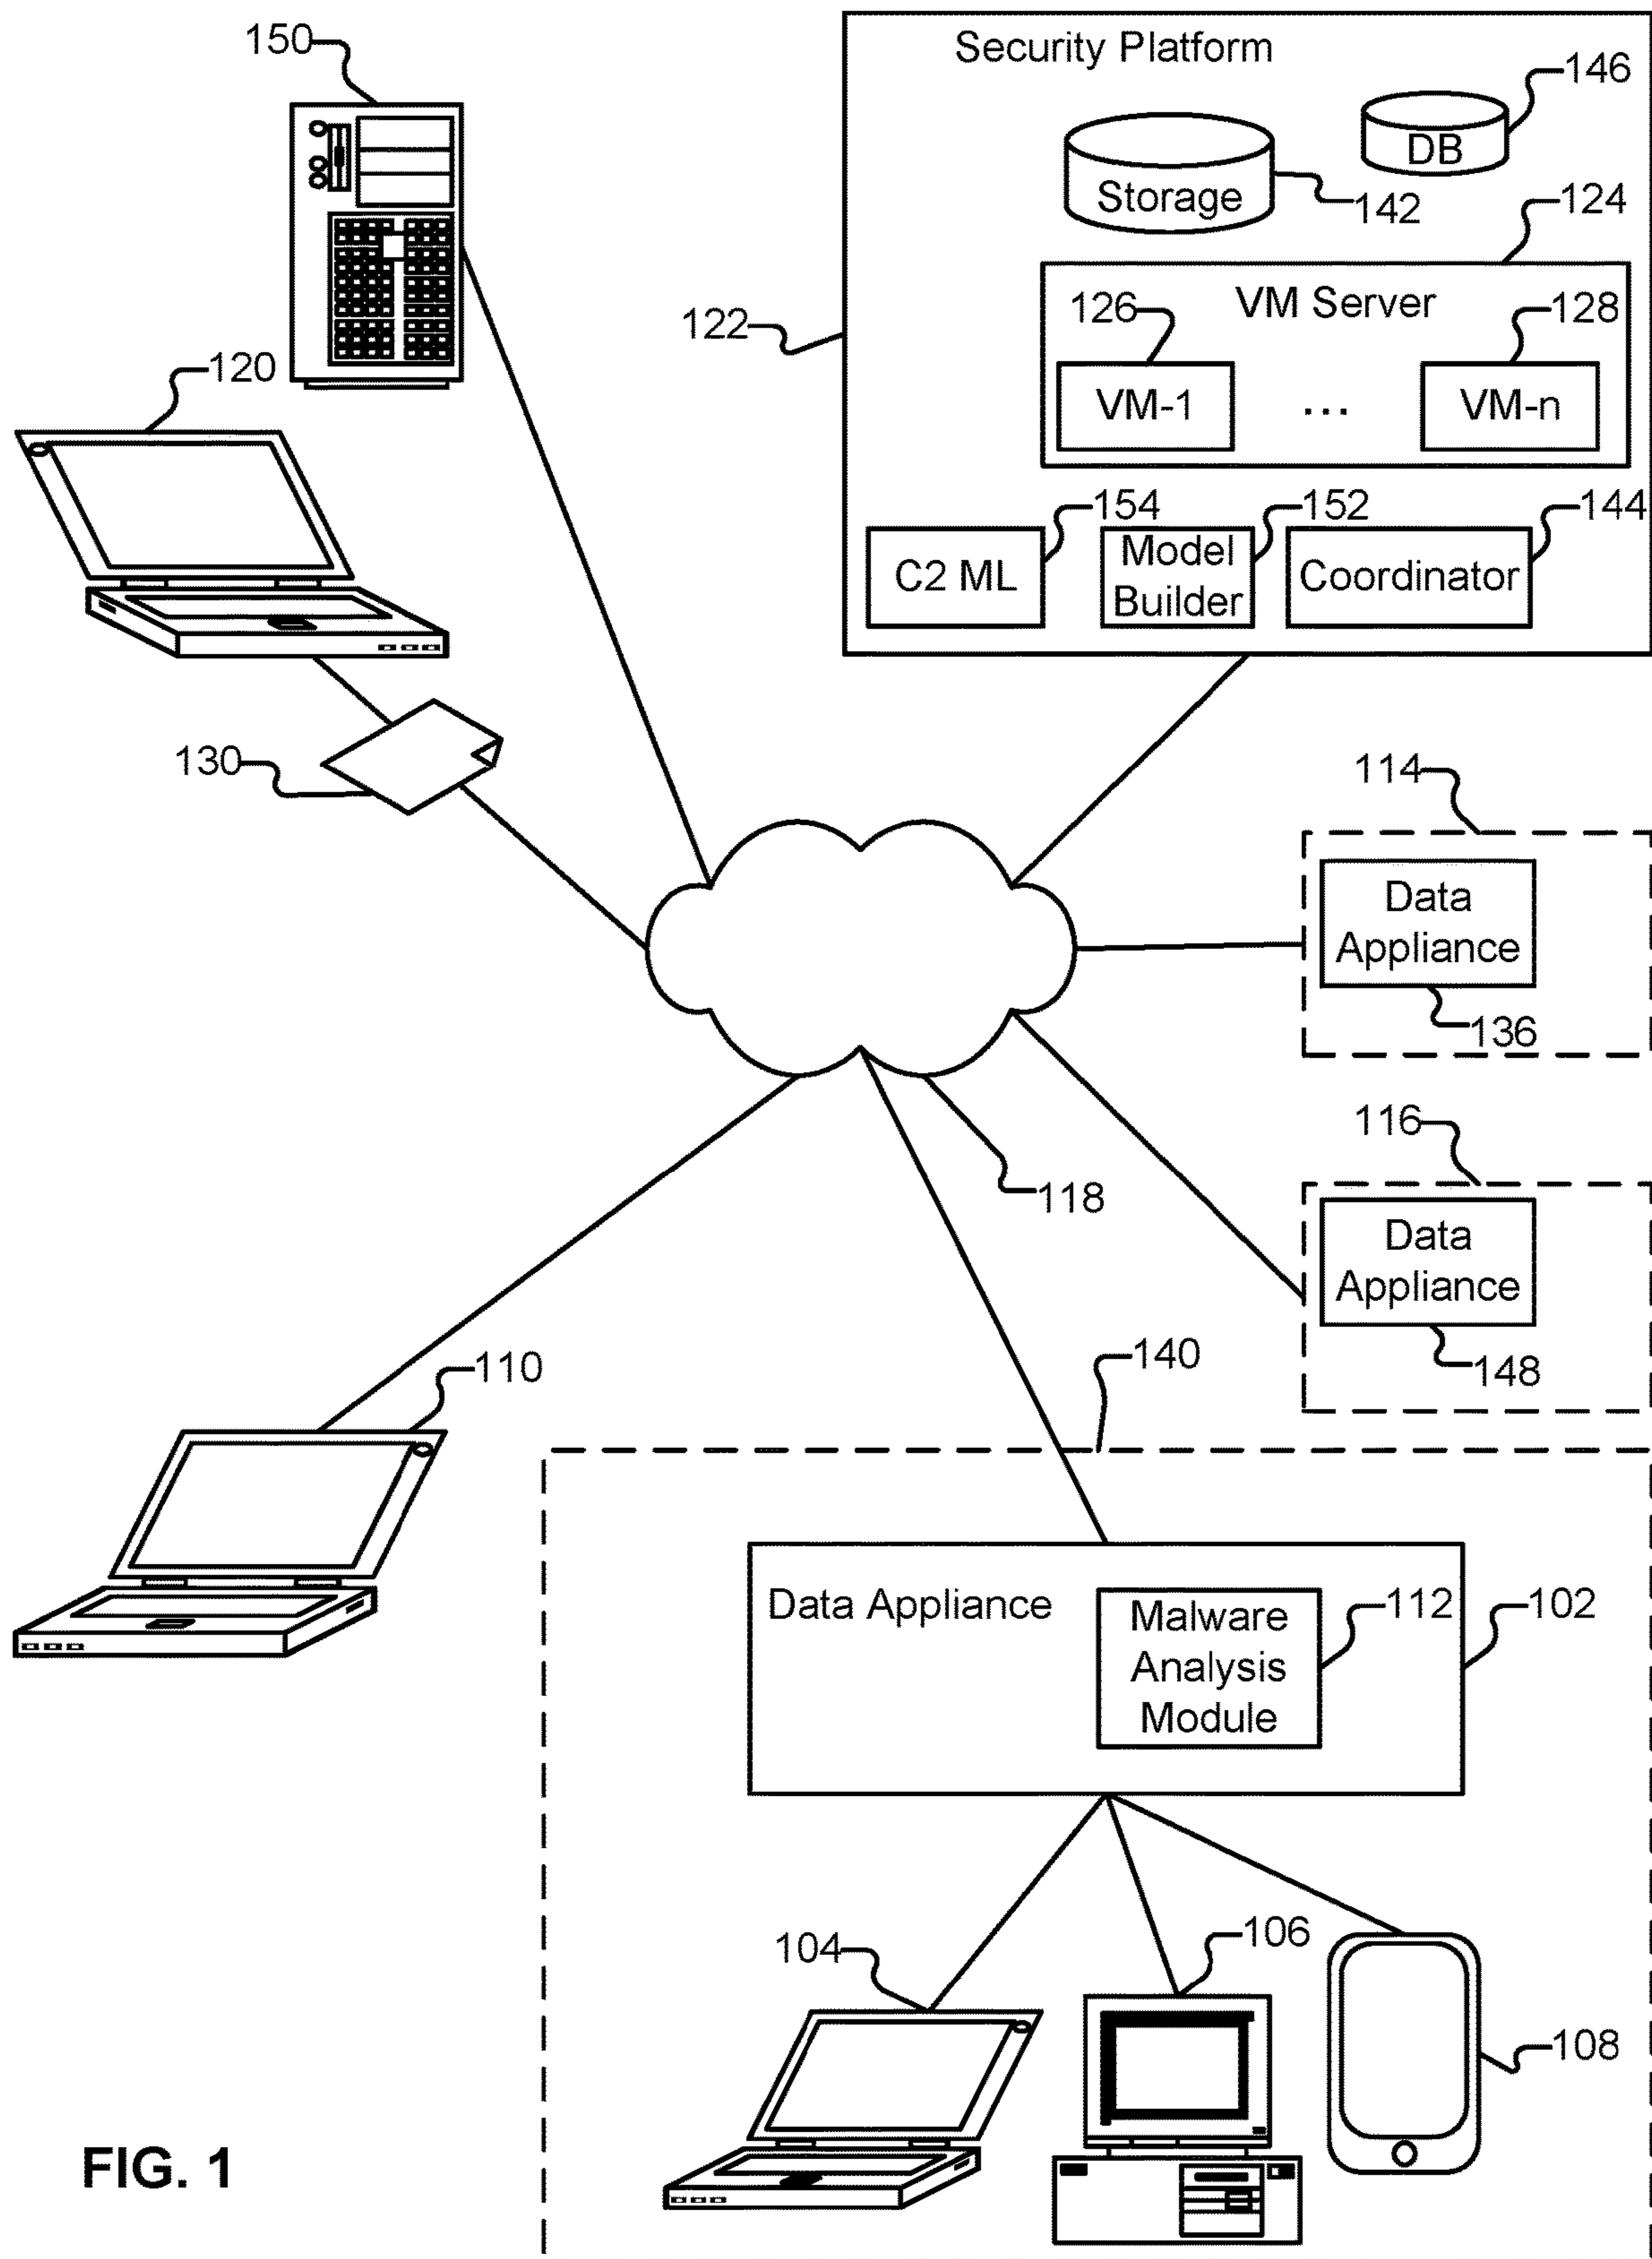 150
Security Platform
146
DB
Storage
142
124
122
126
VM Server
128
VM-1
...
VM-n
120
154
152
144
C2 ML
Model
Builder
Coordinator
130
114
Data
Appliance
136
116
118
Data
Appliance
148
140
110
Data Appliance
Malware
Analysis
Module
112
102
104
106
108
FIG. 1